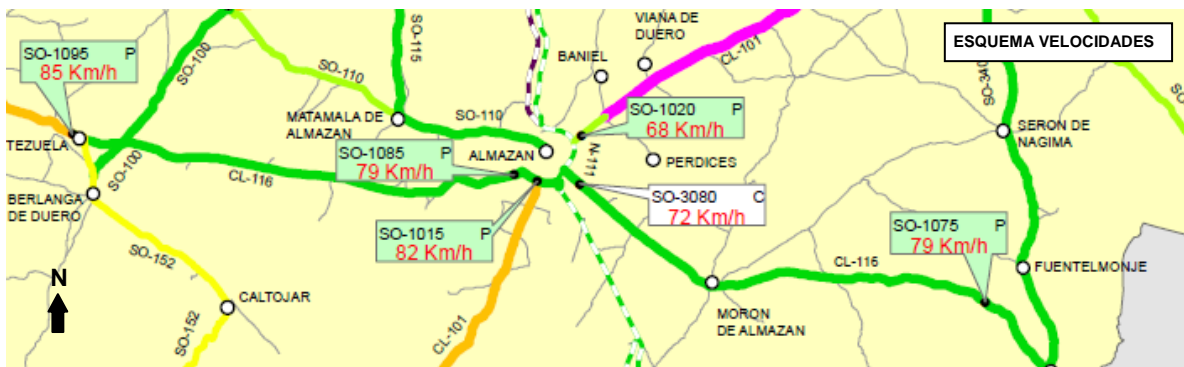 VIANA DE
DUERO
ESQUEMA VELOCIDADES
SO-1095 P
85 Km/h
SO-100
SO-115
CL-101
BANIEL
SO-340
SO-110
SO
MATAMALA DE
ALMAZAN
SO-110
SO-1020 P
68 Km/h
SERON DE
NAGIMA
TEZUELA
SO-100
SO-1085 P
79 Km/h
ALMAZAN
N-111
PERDICES
CL-116
BERLANGA
DE DUERO
SO-3080 C
72 Km/h
SO-1015 P
82 Km/h
SO-1075 P
79 Km/h
SO-152
CL-116
FUENTELMONJE
N
CALTOJAR
SO-152
CL-101
MORON
DE ALMAZAN